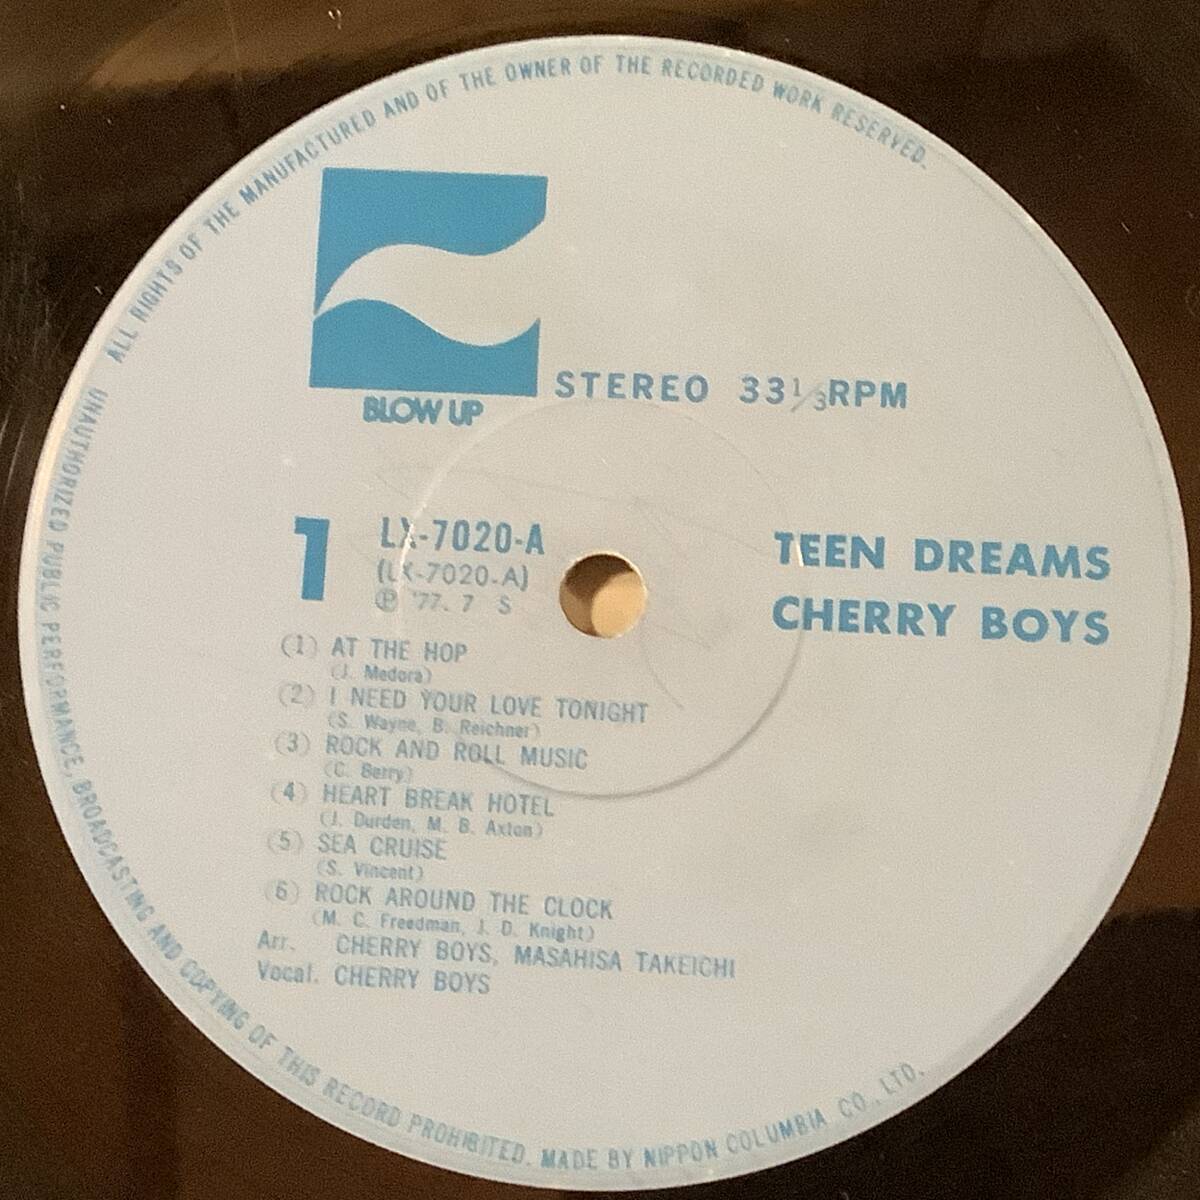 ALL RIGHTS OF THE MANUFACTURED AND OF THE OWNER OF THE RECORDED WORK RESERVED.
BLOW UP
STEREO 33⅓RPM
1
LX-7020-A
(LX-7020-A)
Ⓟ '77. 7 S
TEEN DREAMS
CHERRY BOYS
(1) AT THE HOP
(J. Medora)
(2) I NEED YOUR LOVE TONIGHT
(S. Wayne, B. Reichner)
(3) ROCK AND ROLL MUSIC
(C. Berry)
(4) HEART BREAK HOTEL
(J. Durden, M. B. Axton)
(5) SEA CRUISE
(S. Vincent)
(6) ROCK AROUND THE CLOCK
(M. C. Freedman, J. D. Knight)
Arr. CHERRY BOYS, MASAHISA TAKEICHI
Vocal. CHERRY BOYS
UNAUTHORIZED PUBLIC PERFORMANCE, BROADCASTING AND COPYING OF THIS RECORD PROHIBITED. MADE BY NIPPON COLUMBIA CO., LTD.